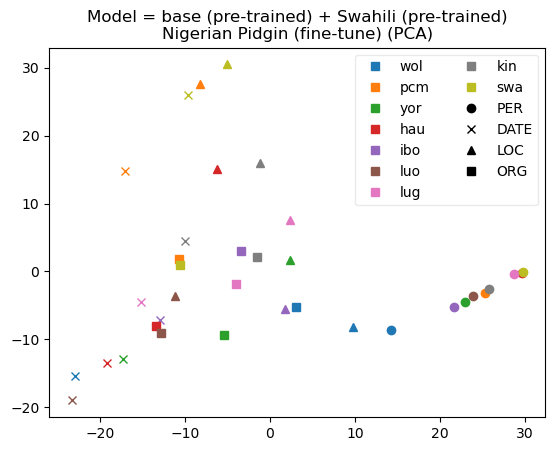 Model = base (pre-trained) + Swahili (pre-trained)
Nigerian Pidgin (fine-tune) (PCA)
30
20
10
0
−10
−20
−20
−10
0
10
20
30
wol
pcm
yor
hau
ibo
luo
lug
kin
swa
PER
DATE
LOC
ORG